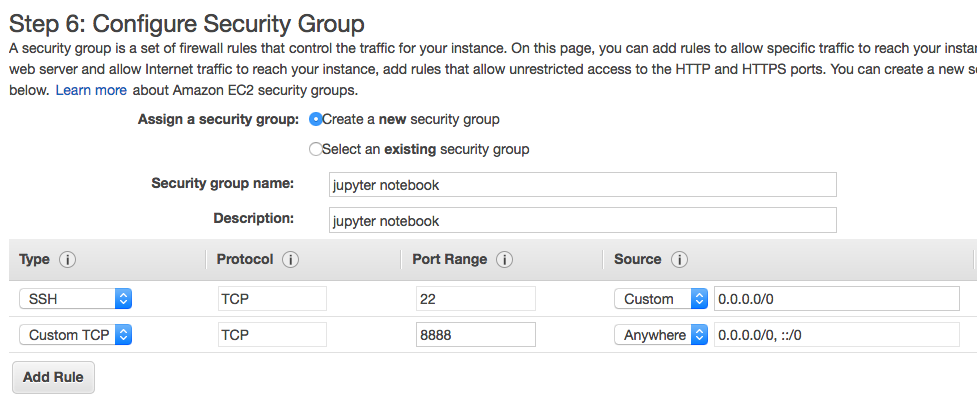 Step 6: Configure Security Group
A security group is a set of firewall rules that control the traffic for your instance. On this page, you can add rules to allow specific traffic to reach your
web server and allow Internet traffic to reach your instance, add rules that allow unrestricted access to the HTTP and HTTPS ports. You can create a new
below. Learn more about Amazon EC2 security groups.
Assign a security group: Create a new security group
Select an existing security group
Security group name: jupyter notebook
Description: jupyter notebook
Type i Protocol i Port Range i Source i
SSH TCP 22 Custom 0.0.0.0/0
Custom TCP TCP 8888 Anywhere 0.0.0.0/0, ::/0
Add Rule